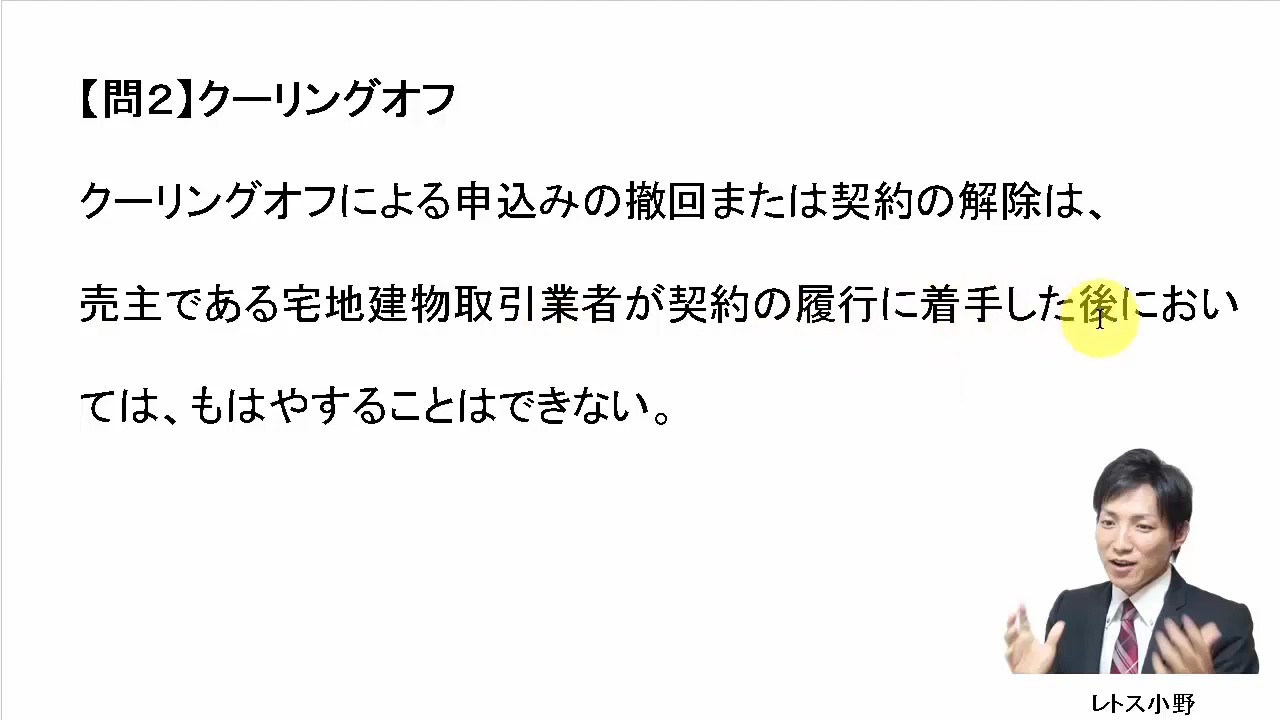 【問２】クーリングオフ
クーリングオフによる申込みの撤回または契約の解除は、
売主である宅地建物取引業者が契約の履行に着手した後におい
ては、もはやすることはできない。
レトス小野